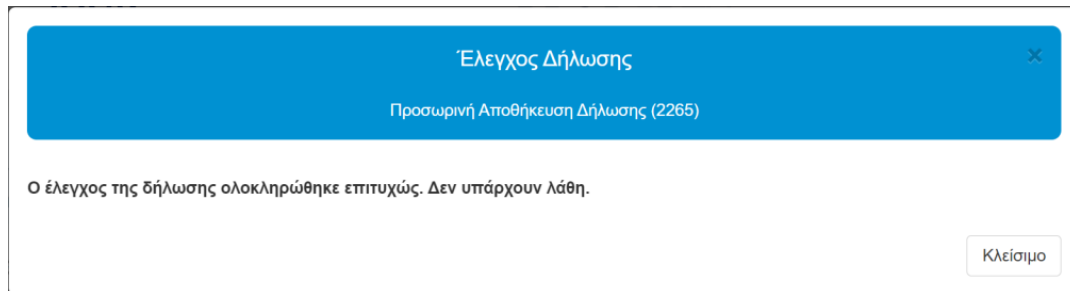 Έλεγχος Δήλωσης
×
Προσωρινή Αποθήκευση Δήλωσης (2265)
Ο έλεγχος της δήλωσης ολοκληρώθηκε επιτυχώς. Δεν υπάρχουν λάθη.
Κλείσιμο